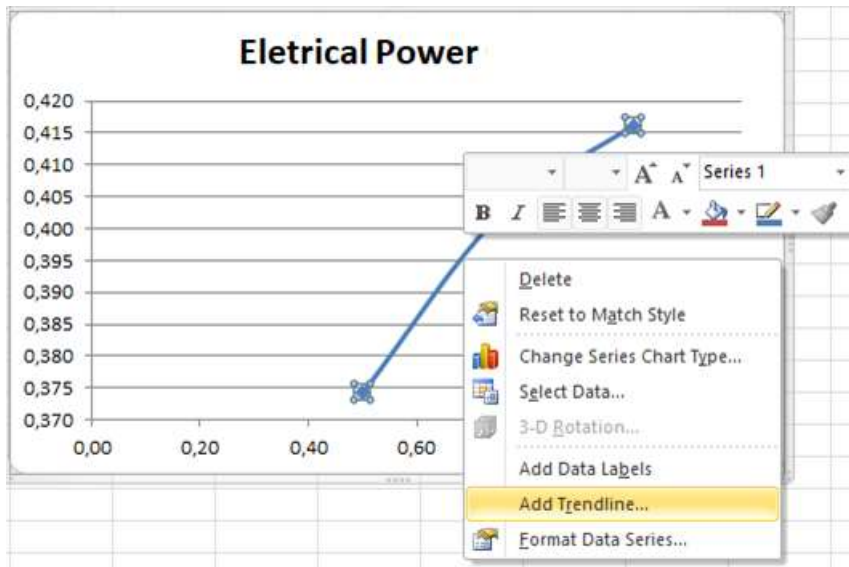 Eletrical Power
0,420
0,415
0,410
0,405
0,400
0,395
0,390
0,385
0,380
0,375
0,370
0,00 0,20 0,40 0,60
A A Series 1
B I A
Delete
Reset to Match Style
Change Series Chart Type...
Select Data...
3-D Rotation...
Add Data Labels
Add Trendline...
Format Data Series...